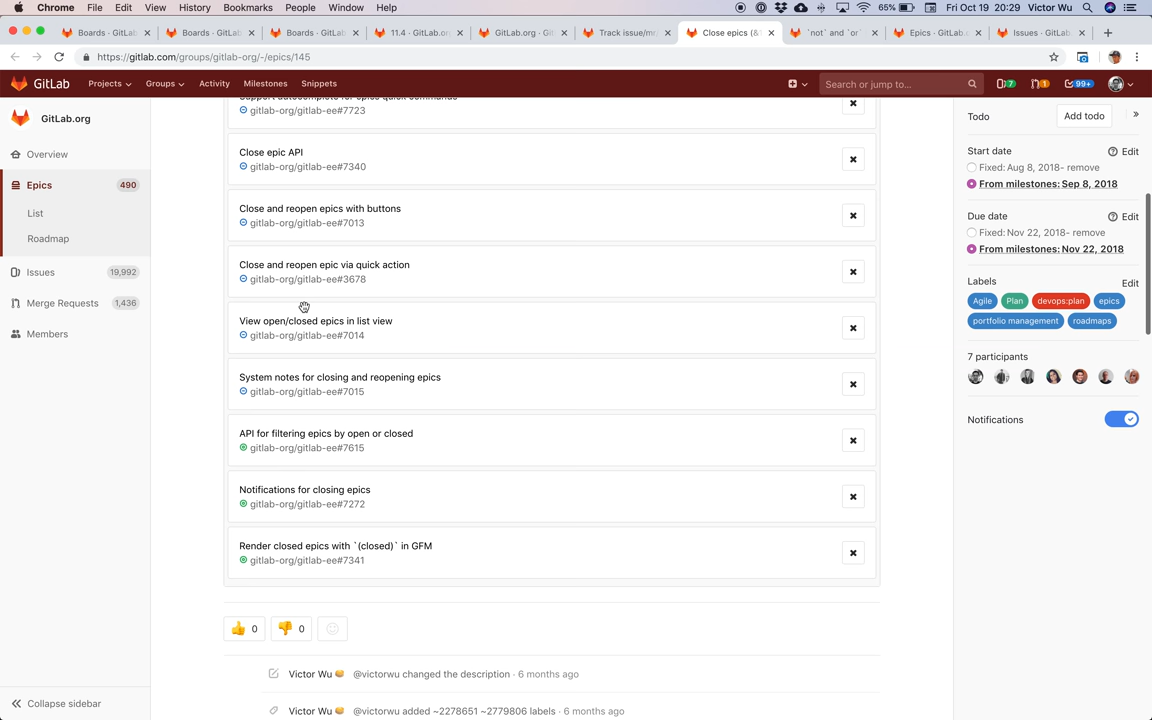 Chrome File Edit View History Bookmarks People Window Help 65% Fri Oct 19 20:29 Victor Wu
Boards · GitLab Boards · GitLab Boards · GitLab 11.4 · GitLab.or GitLab.org · Git Track issue/mr Close epics (& `not` and `or` Epics · GitLab. Issues · GitLab
https://gitlab.com/groups/gitlab-org/-/epics/145
GitLab Projects Groups Activity Milestones Snippets Search or jump to... 7 1 99+
GitLab.org
Overview
Epics 490
List
Roadmap
Issues 19,992
Merge Requests 1,436
Members
Collapse sidebar
Support autocomplete for epics quick commands
gitlab-org/gitlab-ee#7723
Close epic API
gitlab-org/gitlab-ee#7340
Close and reopen epics with buttons
gitlab-org/gitlab-ee#7013
Close and reopen epic via quick action
gitlab-org/gitlab-ee#3678
View open/closed epics in list view
gitlab-org/gitlab-ee#7014
System notes for closing and reopening epics
gitlab-org/gitlab-ee#7015
API for filtering epics by open or closed
gitlab-org/gitlab-ee#7615
Notifications for closing epics
gitlab-org/gitlab-ee#7272
Render closed epics with `(closed)` in GFM
gitlab-org/gitlab-ee#7341
0 0
Victor Wu @victorwu changed the description · 6 months ago
Victor Wu @victorwu added ~2278651 ~2779806 labels · 6 months ago
Todo Add todo
Start date Edit
Fixed: Aug 8, 2018- remove
From milestones: Sep 8, 2018
Due date Edit
Fixed: Nov 22, 2018- remove
From milestones: Nov 22, 2018
Labels Edit
Agile Plan devops:plan epics
portfolio management roadmaps
7 participants
Notifications